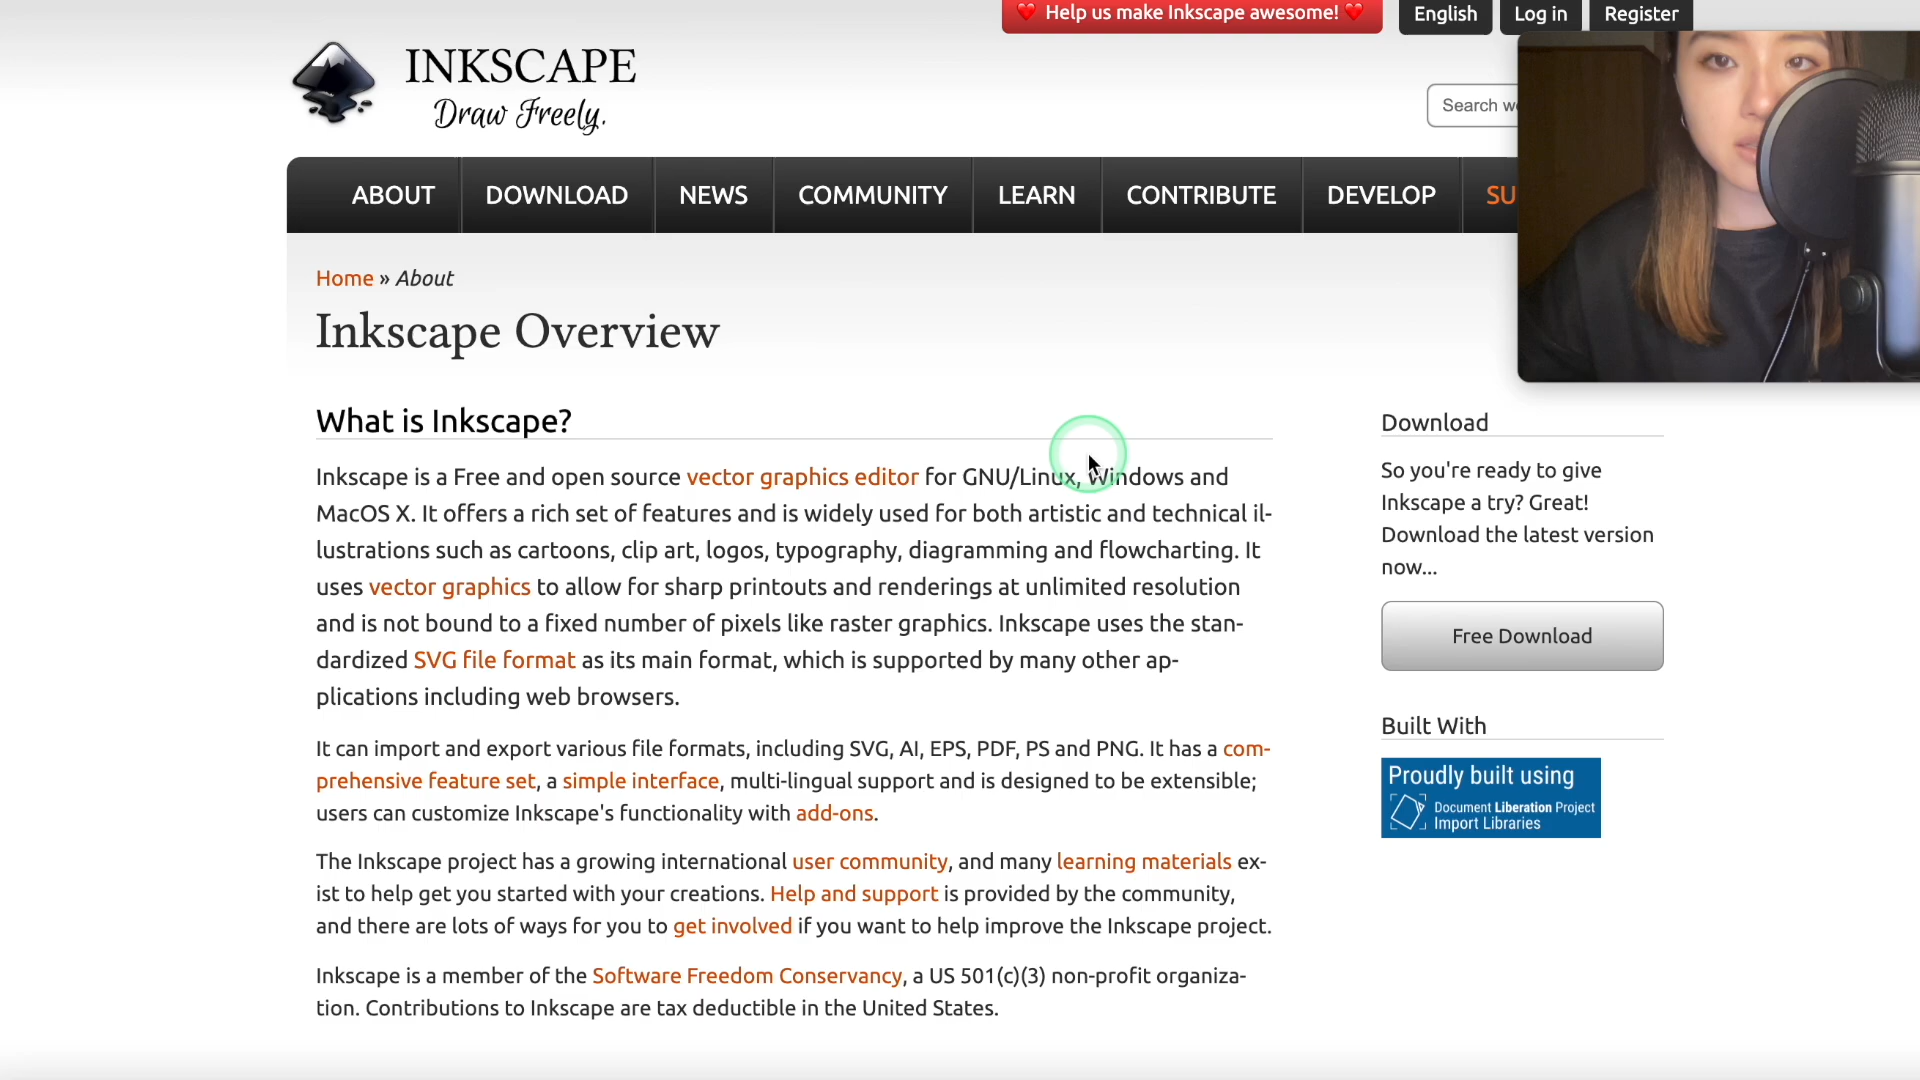 ❤ Help us make Inkscape awesome! ❤
English
Log in
Register
INKSCAPE
Draw Freely.
Search
ABOUT
DOWNLOAD
NEWS
COMMUNITY
LEARN
CONTRIBUTE
DEVELOP
SU
Home » About
Inkscape Overview
What is Inkscape?
Inkscape is a Free and open source vector graphics editor for GNU/Linux, Windows and
MacOS X. It offers a rich set of features and is widely used for both artistic and technical il-
lustrations such as cartoons, clip art, logos, typography, diagramming and flowcharting. It
uses vector graphics to allow for sharp printouts and renderings at unlimited resolution
and is not bound to a fixed number of pixels like raster graphics. Inkscape uses the stan-
dardized SVG file format as its main format, which is supported by many other ap-
plications including web browsers.
It can import and export various file formats, including SVG, AI, EPS, PDF, PS and PNG. It has a com-
prehensive feature set, a simple interface, multi-lingual support and is designed to be extensible;
users can customize Inkscape's functionality with add-ons.
The Inkscape project has a growing international user community, and many learning materials ex-
ist to help get you started with your creations. Help and support is provided by the community,
and there are lots of ways for you to get involved if you want to help improve the Inkscape project.
Inkscape is a member of the Software Freedom Conservancy, a US 501(c)(3) non-profit organiza-
tion. Contributions to Inkscape are tax deductible in the United States.
Download
So you're ready to give
Inkscape a try? Great!
Download the latest version
now...
Free Download
Built With
Proudly built using
Document Liberation Project
Import Libraries